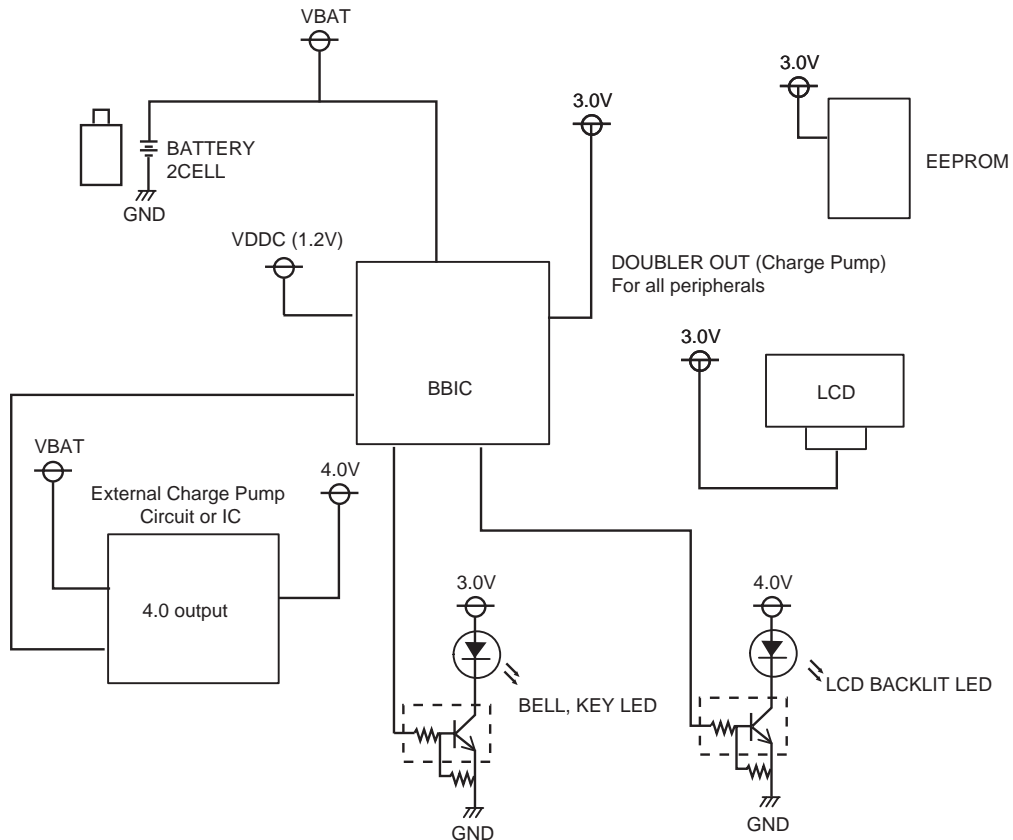 VBAT
3.0V
3.0V
BATTERY
2CELL
EEPROM
GND
VDDC (1.2V)
DOUBLER OUT (Charge Pump)
For all peripherals
3.0V
BBIC
LCD
VBAT
4.0V
External Charge Pump
Circuit or IC
4.0 output
3.0V
4.0V
BELL, KEY LED
LCD BACKLIT LED
GND
GND